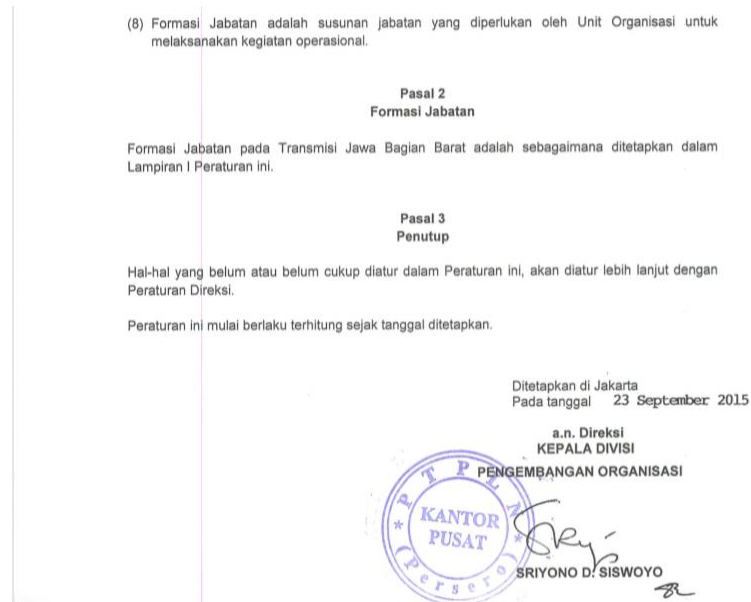 (8) Formasi Jabatan adalah susunan jabatan yang diperlukan oleh Unit Organisasi untuk
melaksanakan kegiatan operasional.
Pasal 2
Formasi Jabatan
Formasi Jabatan pada Transmisi Jawa Bagian Barat adalah sebagaimana ditetapkan dalam
Lampiran I Peraturan ini.
Pasal 3
Penutup
Hal-hal yang belum atau belum cukup diatur dalam Peraturan ini, akan diatur lebih lanjut dengan
Peraturan Direksi.
Peraturan ini mulai berlaku terhitung sejak tanggal ditetapkan.
Ditetapkan di Jakarta
Pada tanggal 23 September 2015
a.n. Direksi
KEPALA DIVISI
PENGEMBANGAN ORGANISASI
* P T P L N *
KANTOR
PUSAT
(Persero)
SRIYONO D. SISWOYO